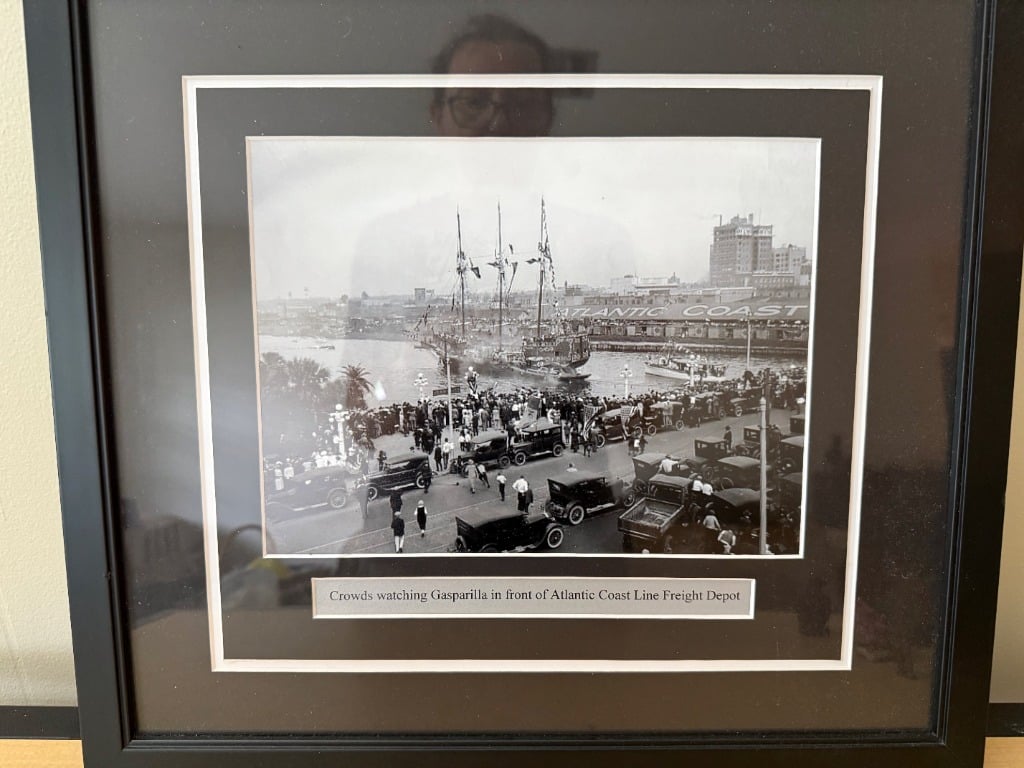 ATLANTIC COAST
Crowds watching Gasparilla in front of Atlantic Coast Line Freight Depot